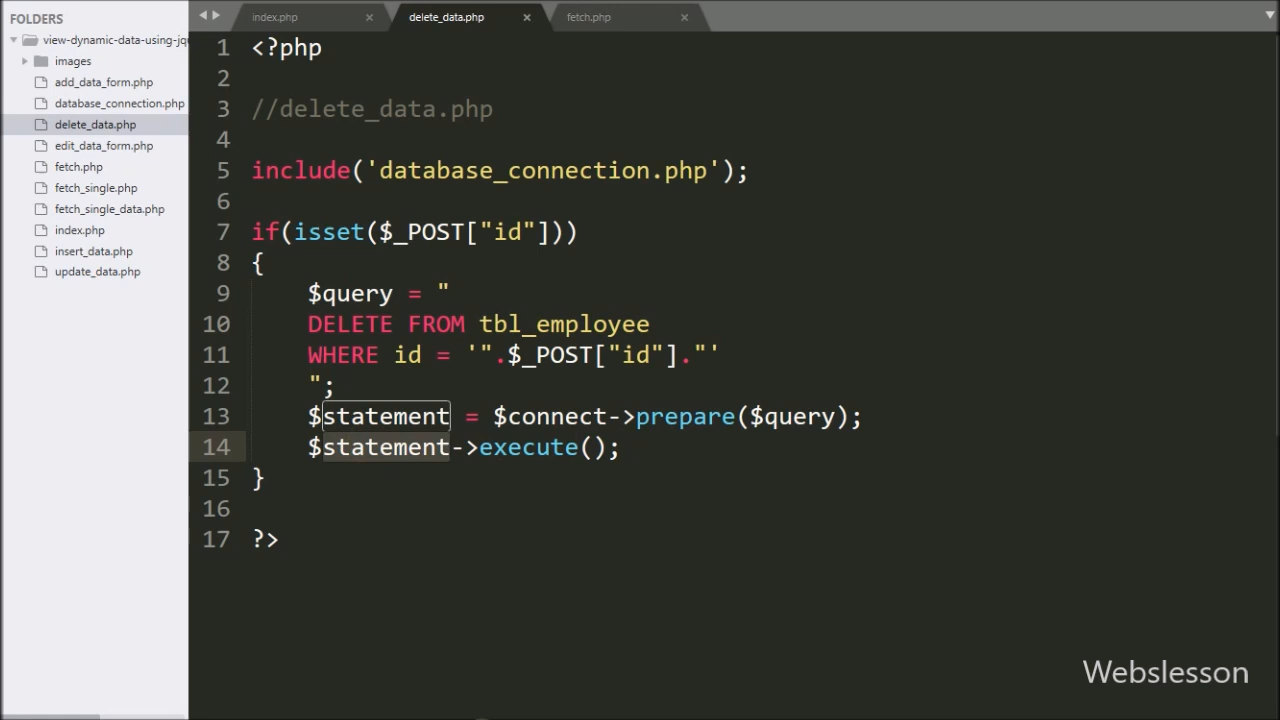 FOLDERS
view-dynamic-data-using-jqu
images
add_data_form.php
database_connection.php
delete_data.php
edit_data_form.php
fetch.php
fetch_single.php
fetch_single_data.php
index.php
insert_data.php
update_data.php
index.php delete_data.php fetch.php
1 <?php
2
3 //delete_data.php
4
5 include('database_connection.php');
6
7 if(isset($_POST["id"]))
8 {
9 $query = "
10 DELETE FROM tbl_employee
11 WHERE id = '".$_POST["id"]."'
12 ";
13 $statement = $connect->prepare($query);
14 $statement->execute();
15 }
16
17 ?>
Webslesson